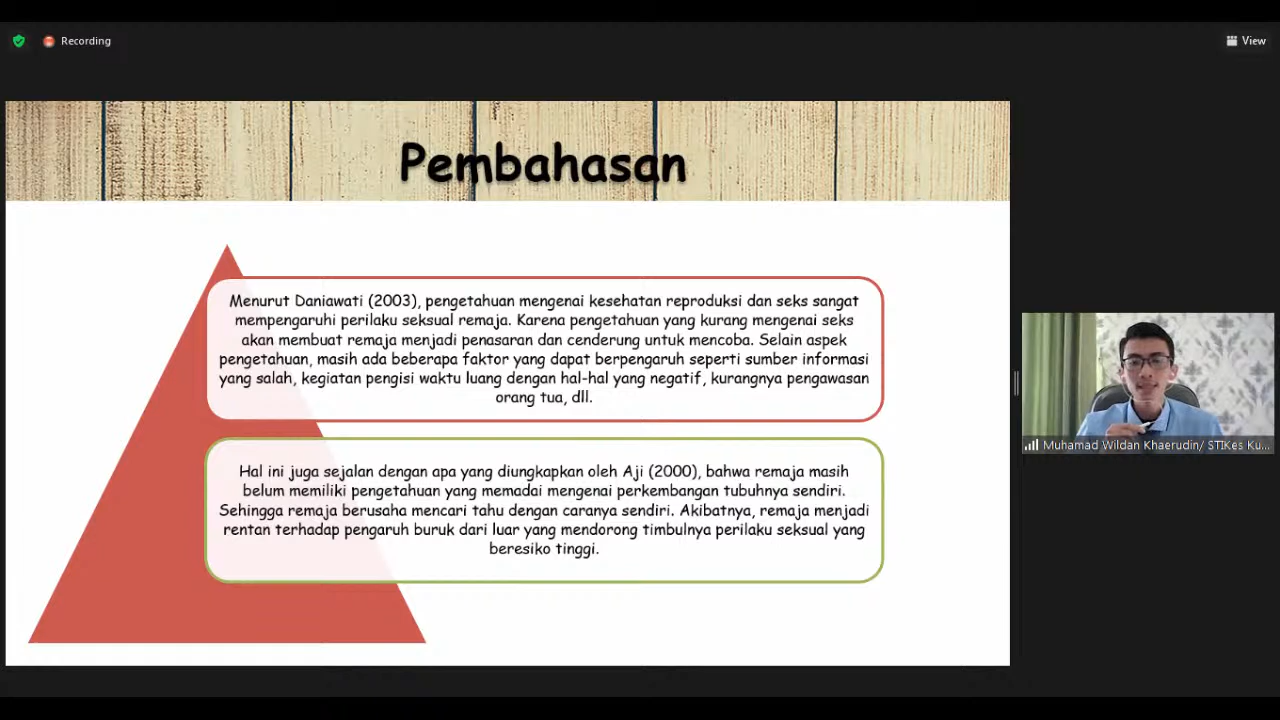 Recording
View
Pembahasan
Menurut Daniawati (2003), pengetahuan mengenai kesehatan reproduksi dan seks sangat
mempengaruhi perilaku seksual remaja. Karena pengetahuan yang kurang mengenai seks
akan membuat remaja menjadi penasaran dan cenderung untuk mencoba. Selain aspek
pengetahuan, masih ada beberapa faktor yang dapat berpengaruh seperti sumber informasi
yang salah, kegiatan pengisi waktu luang dengan hal-hal yang negatif, kurangnya pengawasan
orang tua, dll.
Hal ini juga sejalan dengan apa yang diungkapkan oleh Aji (2000), bahwa remaja masih
belum memiliki pengetahuan yang memadai mengenai perkembangan tubuhnya sendiri.
Sehingga remaja berusaha mencari tahu dengan caranya sendiri. Akibatnya, remaja menjadi
rentan terhadap pengaruh buruk dari luar yang mendorong timbulnya perilaku seksual yang
beresiko tinggi.
Muhamad Wildan Khaerudin/ STIKes Ku...